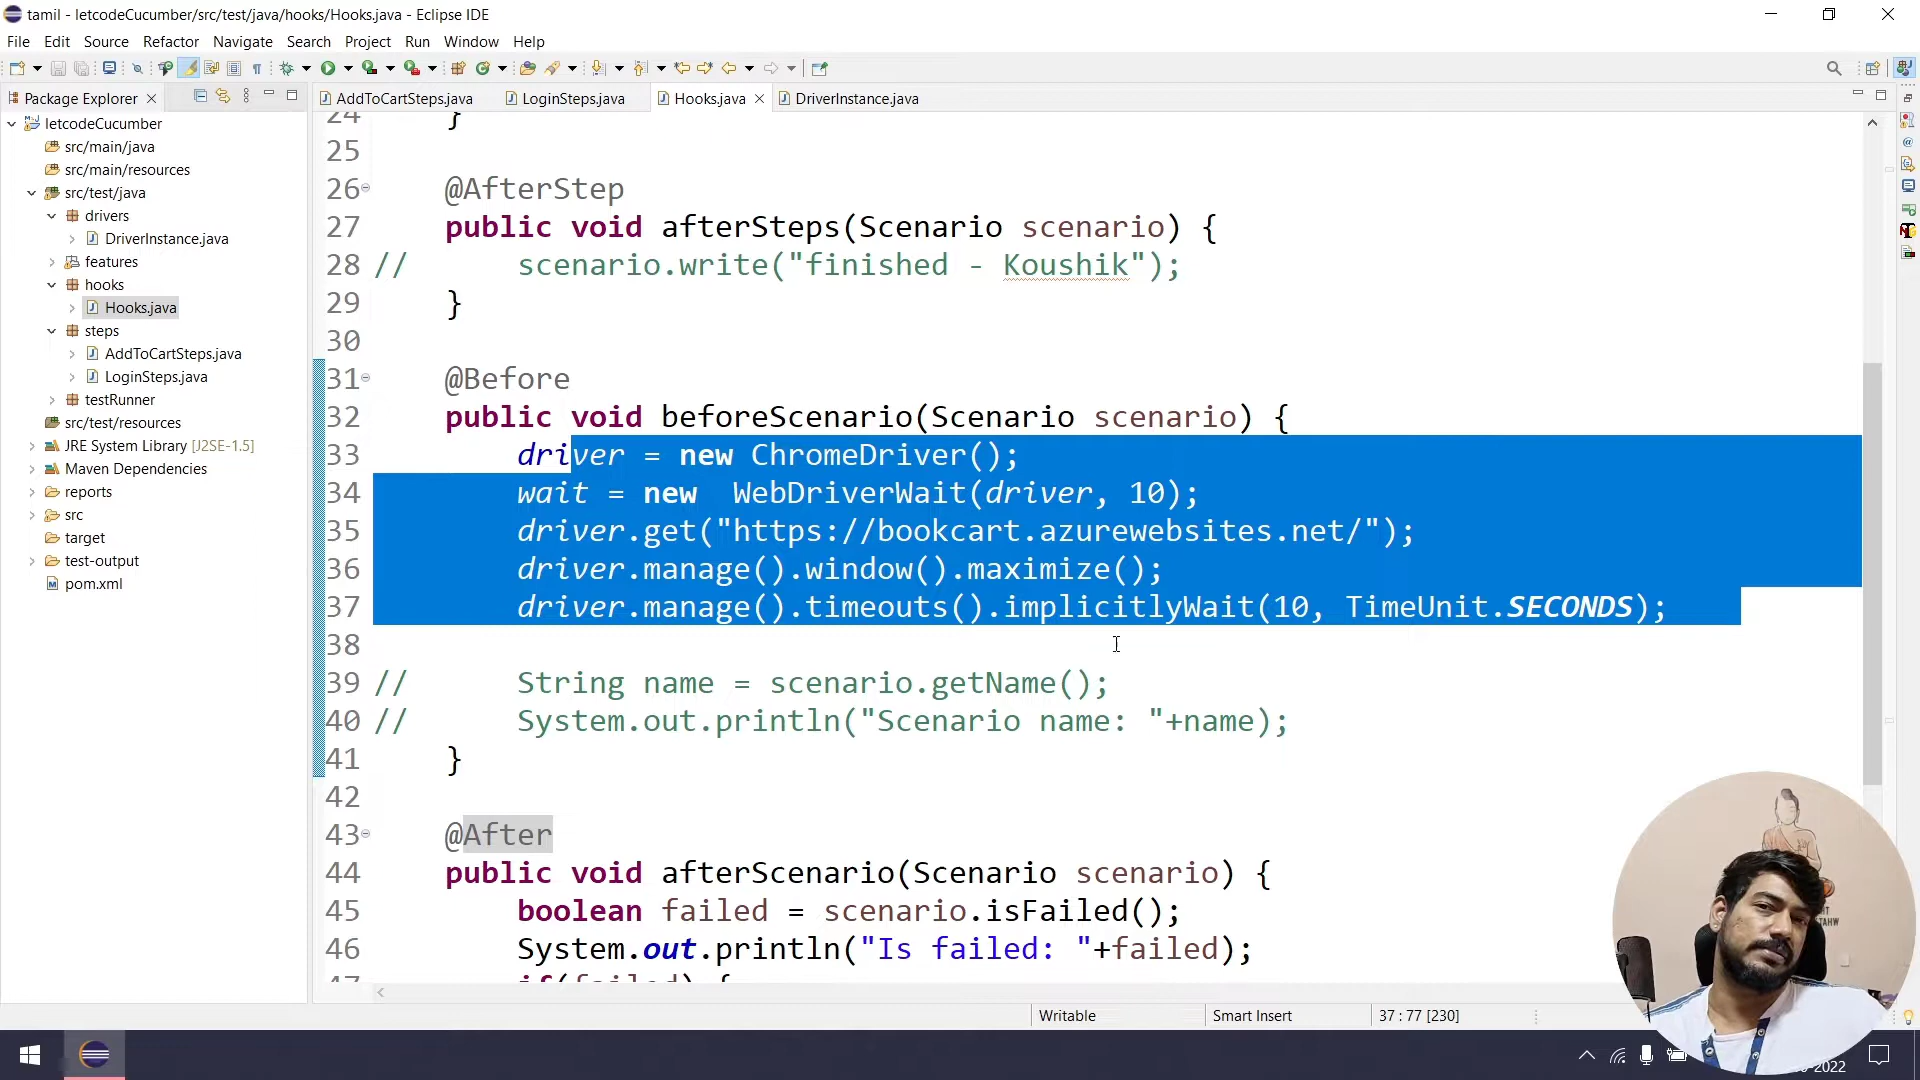 tamil - letcodeCucumber/src/test/java/hooks/Hooks.java - Eclipse IDE
File Edit Source Refactor Navigate Search Project Run Window Help
Package Explorer
AddToCartSteps.java LoginSteps.java Hooks.java DriverInstance.java
letcodeCucumber
src/main/java
src/main/resources
src/test/java
drivers
DriverInstance.java
features
hooks
Hooks.java
steps
AddToCartSteps.java
LoginSteps.java
testRunner
src/test/resources
JRE System Library [J2SE-1.5]
Maven Dependencies
reports
src
target
test-output
pom.xml
24 }
25
26 @AfterStep
27 public void afterSteps(Scenario scenario) {
28 // scenario.write("finished - Koushik");
29 }
30
31 @Before
32 public void beforeScenario(Scenario scenario) {
33 driver = new ChromeDriver();
34 wait = new  WebDriverWait(driver, 10);
35 driver.get("https://bookcart.azurewebsites.net/");
36 driver.manage().window().maximize();
37 driver.manage().timeouts().implicitlyWait(10, TimeUnit.SECONDS);
38
39 // String name = scenario.getName();
40 // System.out.println("Scenario name: "+name);
41 }
42
43 @After
44 public void afterScenario(Scenario scenario) {
45 boolean failed = scenario.isFailed();
46 System.out.println("Is failed: "+failed);
47 if(failed) {
Writable Smart Insert 37 : 77 [230]